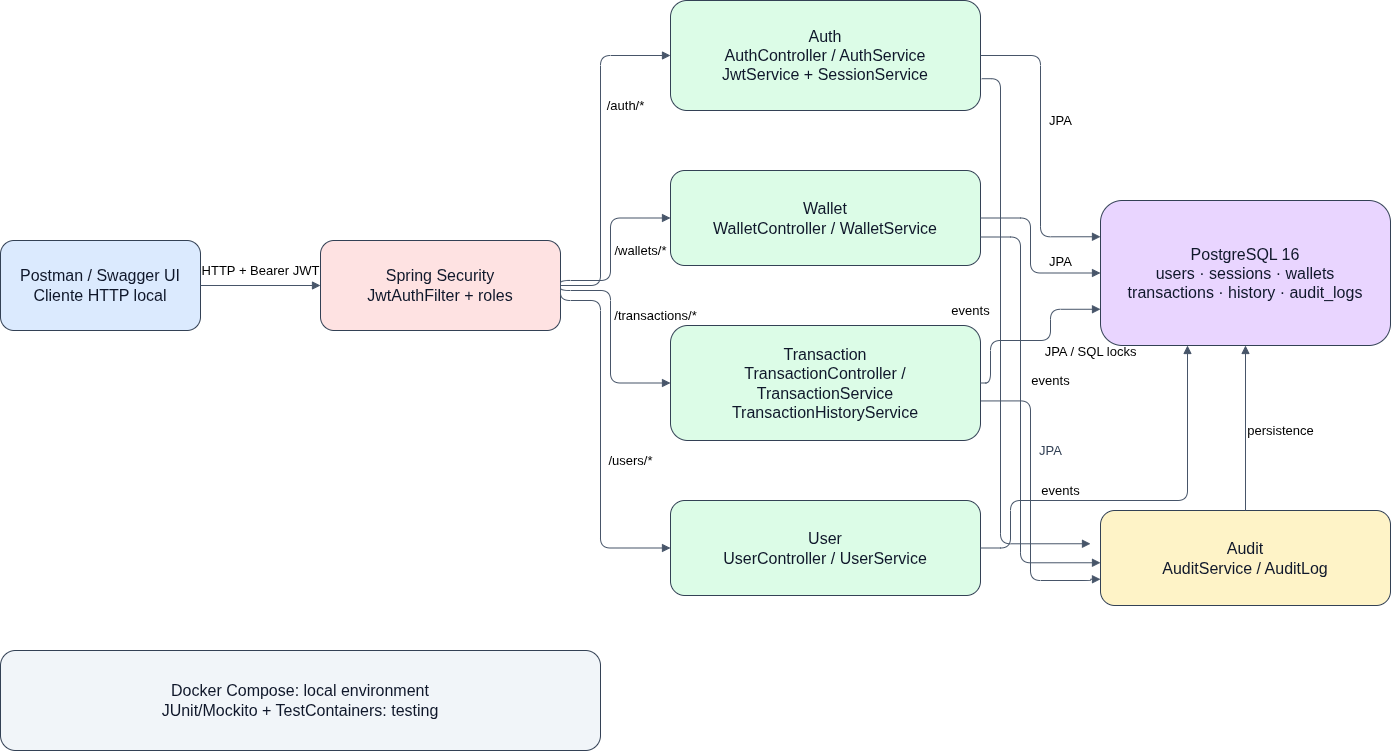 Auth
AuthController / AuthService
JwtService + SessionService
/auth/*
JPA
Wallet
WalletController / WalletService
/wallets/*
JPA
PostgreSQL 16
users · sessions · wallets
transactions · history · audit_logs
Postman / Swagger UI
Cliente HTTP local
HTTP + Bearer JWT
Spring Security
JwtAuthFilter + roles
/transactions/*
events
Transaction
TransactionController /
TransactionService
TransactionHistoryService
JPA / SQL locks
events
JPA
persistence
/users/*
events
User
UserController / UserService
Audit
AuditService / AuditLog
Docker Compose: local environment
JUnit/Mockito + TestContainers: testing